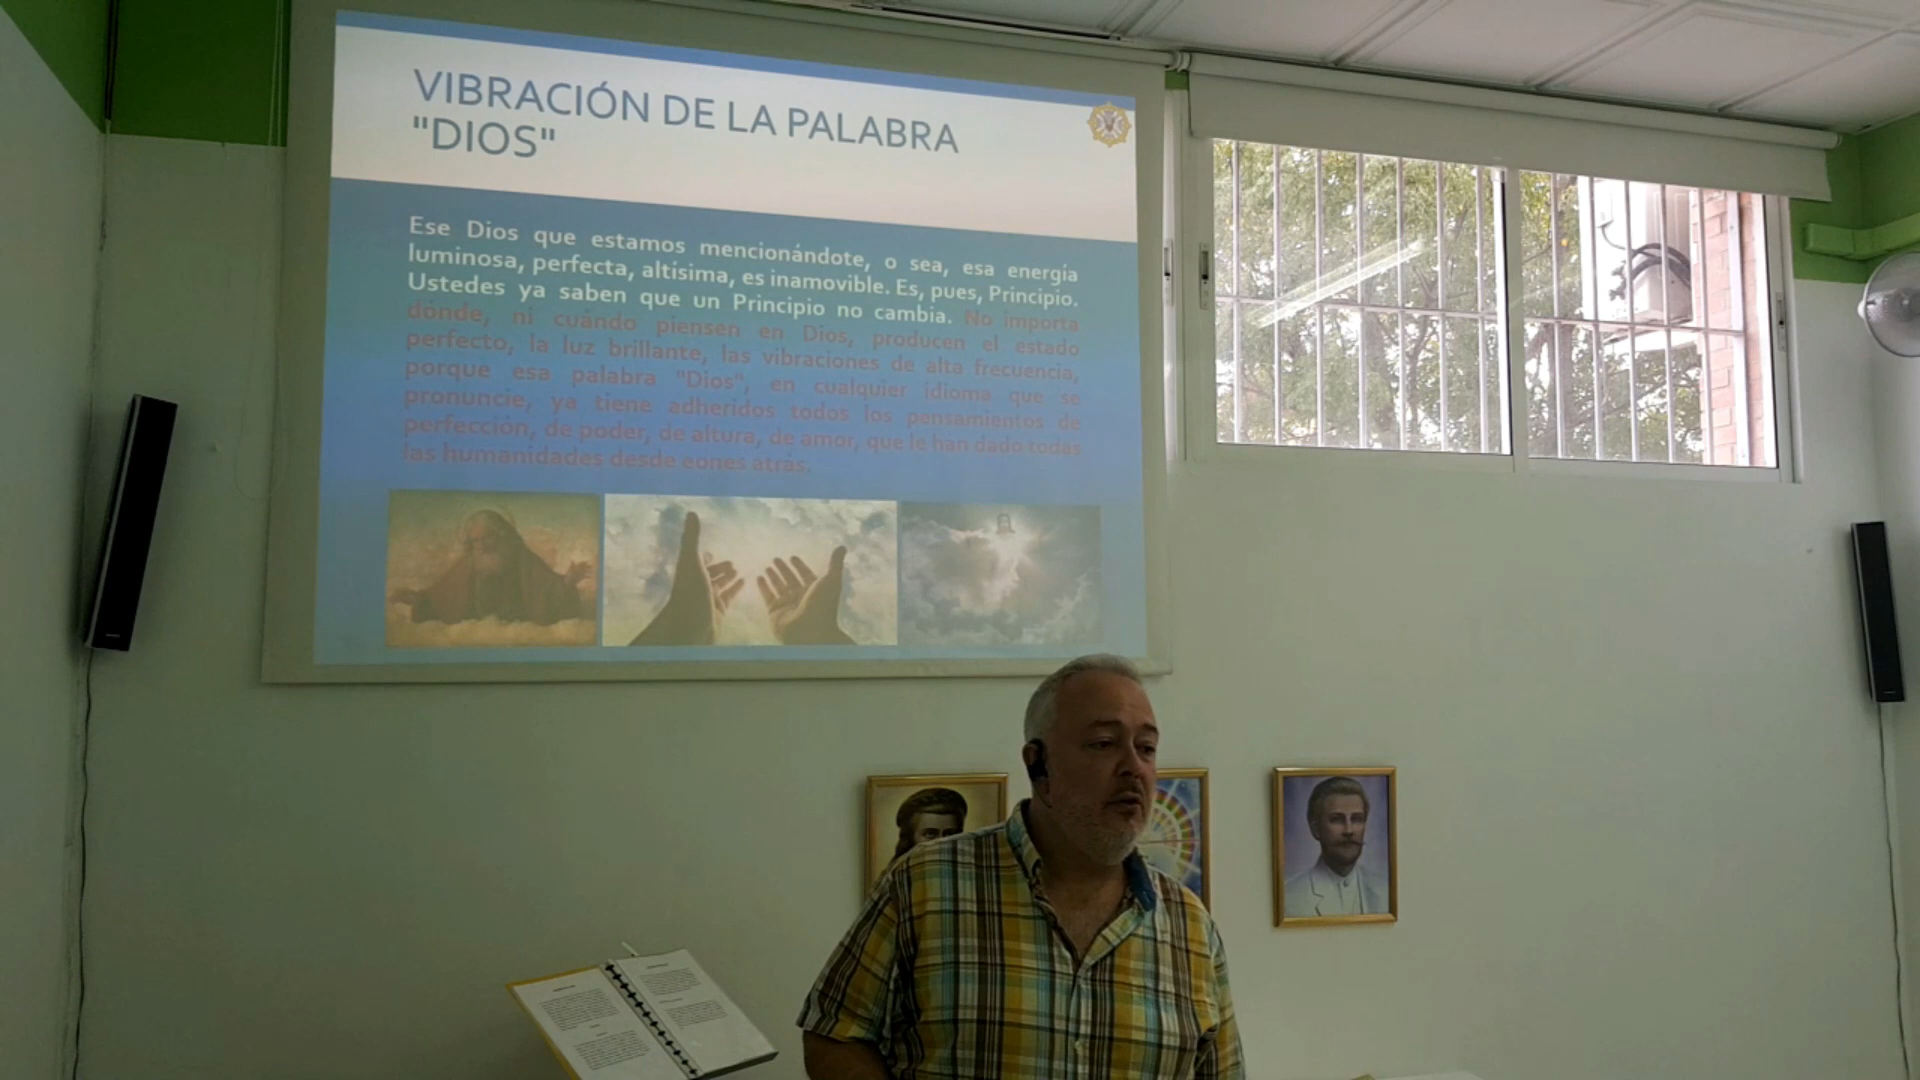 VIBRACIÓN DE LA PALABRA
"DIOS"
Ese Dios que estamos mencionándote, o sea, esa energía
luminosa, perfecta, altísima, es inamovible. Es, pues, Principio.
Ustedes ya saben que un Principio no cambia. No importa
dónde, ni cuándo piensen en Dios, producen el estado
perfecto, la luz brillante, las vibraciones de alta frecuencia,
porque esa palabra "Dios", en cualquier idioma que se
pronuncie, ya tiene adheridos todos los pensamientos de
perfección, de poder, de altura, de amor, que le han dado todas
las humanidades desde eones atrás.